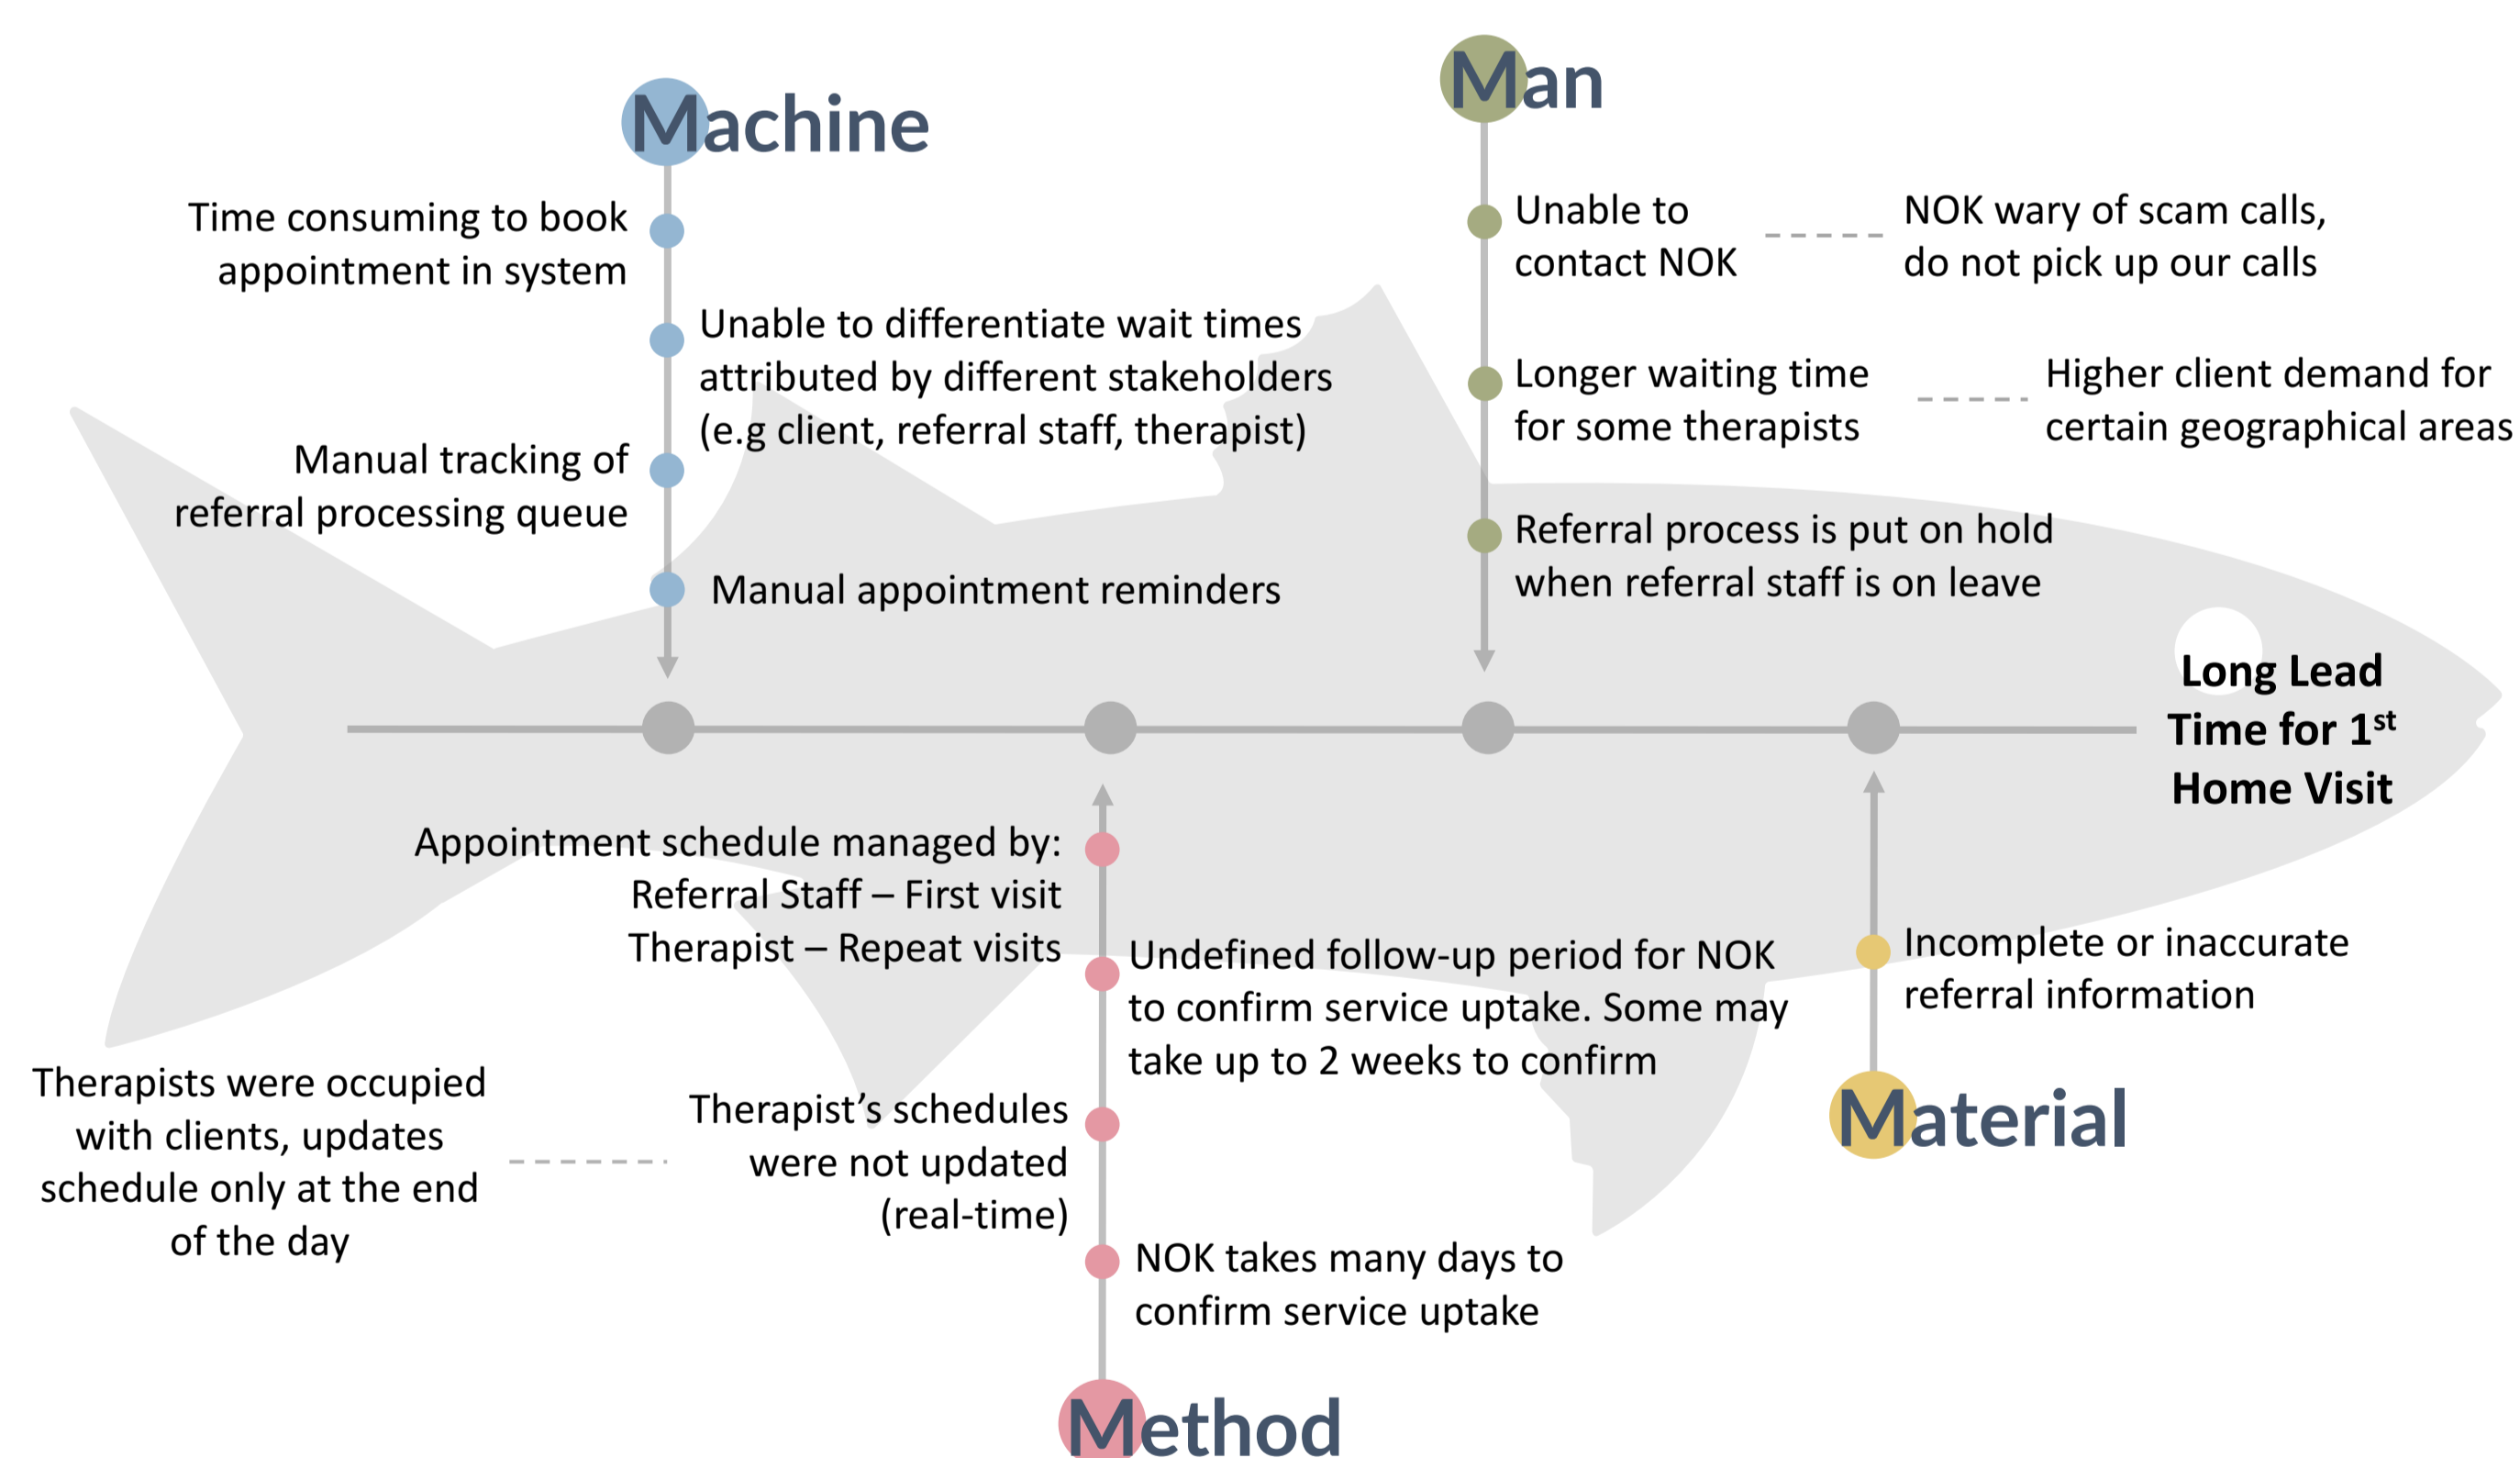 Machine
Time consuming to book
appointment in system
Unable to differentiate wait times
attributed by different stakeholders
(e.g client, referral staff, therapist)
Manual tracking of
referral processing queue
Manual appointment reminders
Man
Unable to
contact NOK
NOK wary of scam calls,
do not pick up our calls
Longer waiting time
for some therapists
Higher client demand for
certain geographical areas
Referral process is put on hold
when referral staff is on leave
Long Lead
Time for 1st
Home Visit
Appointment schedule managed by:
Referral Staff – First visit
Therapist – Repeat visits
Undefined follow-up period for NOK
to confirm service uptake. Some may
take up to 2 weeks to confirm
Therapists were occupied
with clients, updates
schedule only at the end
of the day
Therapist’s schedules
were not updated
(real-time)
NOK takes many days to
confirm service uptake
Method
Incomplete or inaccurate
referral information
Material